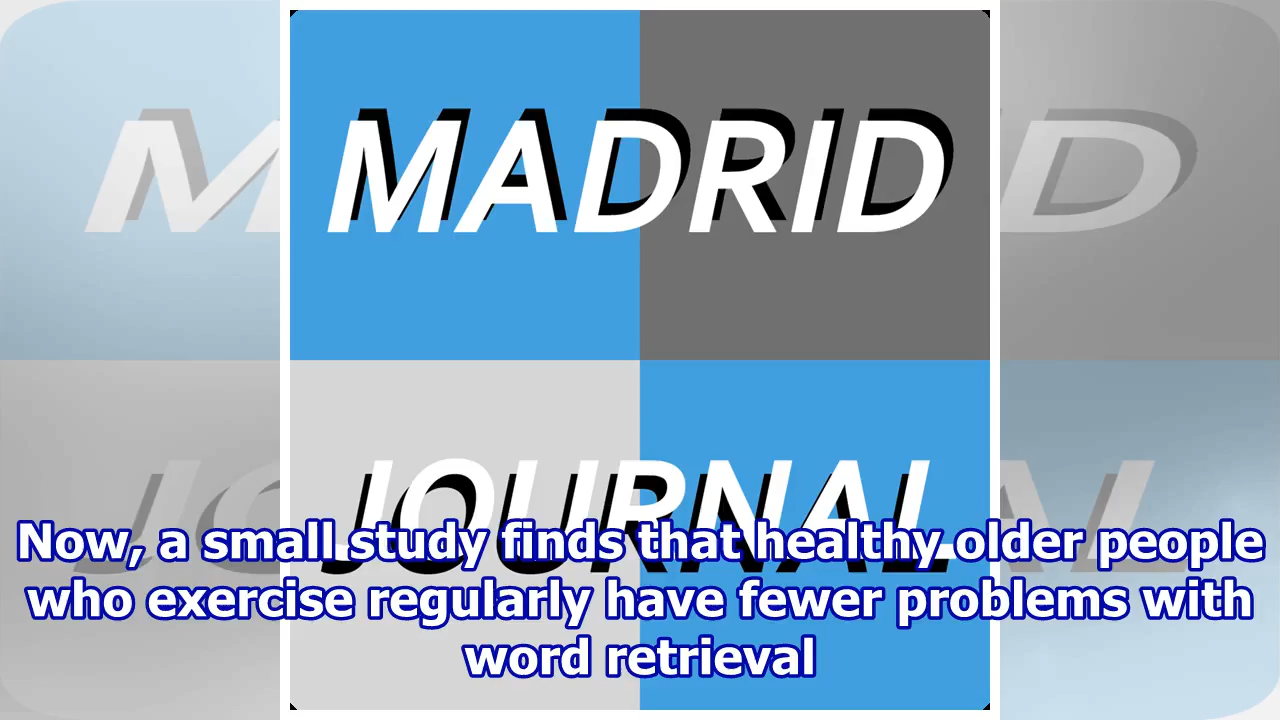 MADRID
JOURNAL
Now, a small study finds that healthy older people
who exercise regularly have fewer problems with
word retrieval